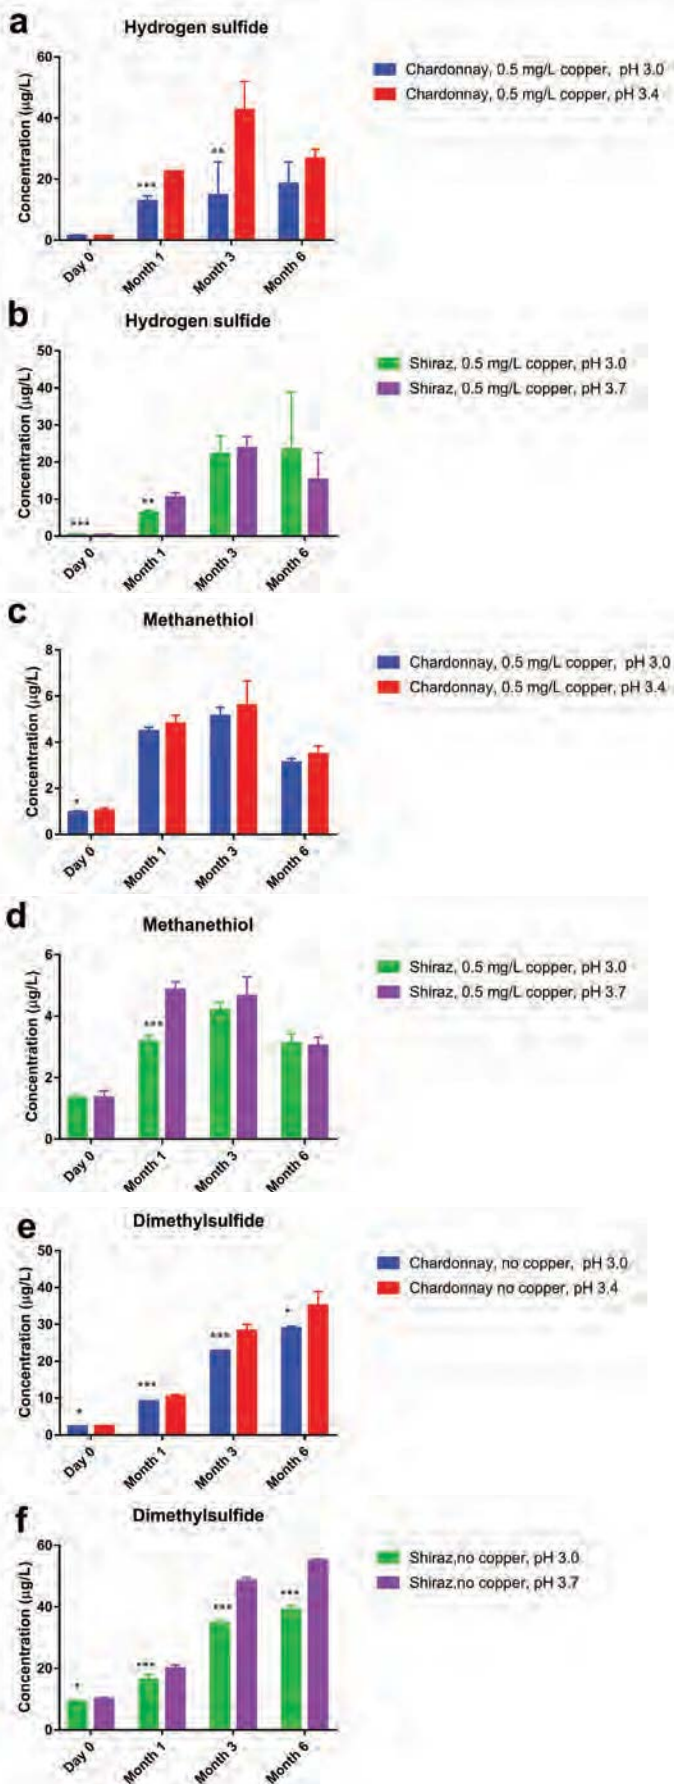 a
Hydrogen sulfide
60
40
20
0
Concentration (μg/L)
***
**
Day 0
Month 1
Month 3
Month 6
Chardonnay, 0.5 mg/L copper, pH 3.0
Chardonnay, 0.5 mg/L copper, pH 3.4
b
Hydrogen sulfide
50
40
30
20
10
0
Concentration (μg/L)
***
**
Day 0
Month 1
Month 3
Month 6
Shiraz, 0.5 mg/L copper, pH 3.0
Shiraz, 0.5 mg/L copper, pH 3.7
c
Methanethiol
8
6
4
2
0
Concentration (μg/L)
*
Day 0
Month 1
Month 3
Month 6
Chardonnay, 0.5 mg/L copper, pH 3.0
Chardonnay, 0.5 mg/L copper, pH 3.4
d
Methanethiol
6
4
2
0
Concentration (μg/L)
***
Day 0
Month 1
Month 3
Month 6
Shiraz, 0.5 mg/L copper, pH 3.0
Shiraz, 0.5 mg/L copper, pH 3.7
e
Dimethylsulfide
50
40
30
20
10
0
Concentration (μg/L)
*
***
***
*
Day 0
Month 1
Month 3
Month 6
Chardonnay, no copper, pH 3.0
Chardonnay no copper, pH 3.4
f
Dimethylsulfide
60
40
20
0
Concentration (μg/L)
*
***
***
***
Day 0
Month 1
Month 3
Month 6
Shiraz,no copper, pH 3.0
Shiraz,no copper, pH 3.7